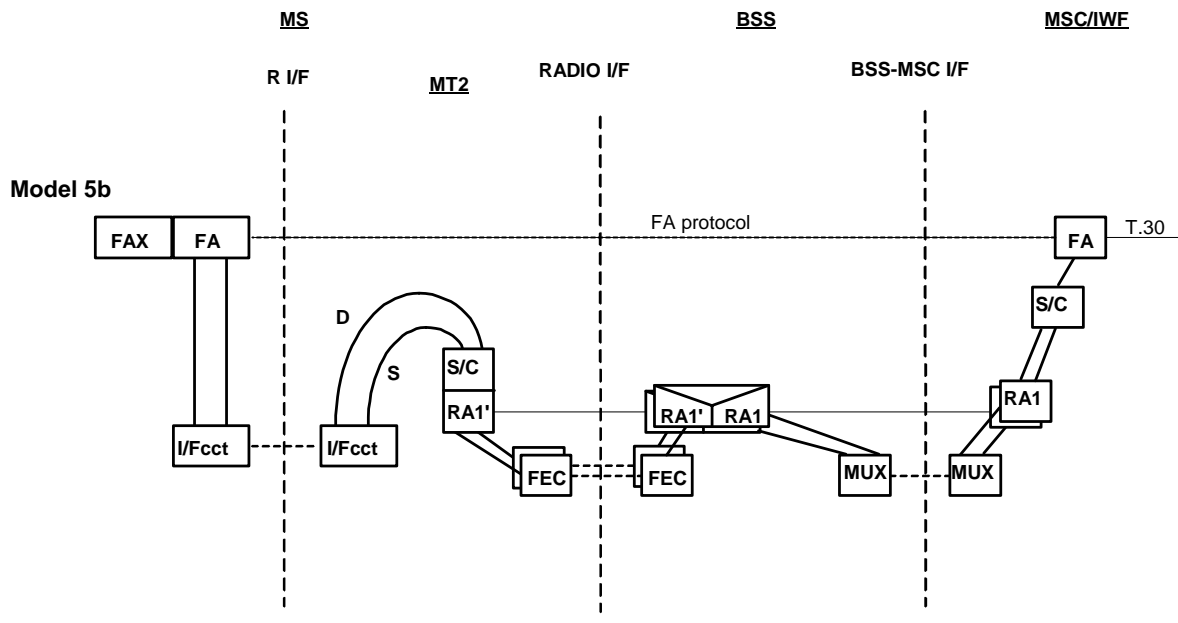 MS
BSS
MSC/IWF
R I/F
MT2
RADIO I/F
BSS-MSC I/F
Model 5b
FAX
FA
FA protocol
FA
T.30
S/C
D
S
S/C
RA1'
RA1'
RA1
RA1
I/Fcct
I/Fcct
FEC
FEC
MUX
MUX